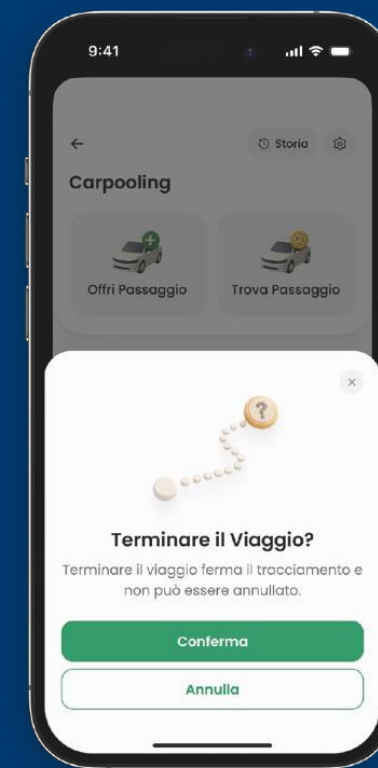 9:41
Storia
Carpooling
Offri Passaggio
Trova Passaggio
Terminare il Viaggio?
Terminare il viaggio ferma il tracciamento e
non può essere annullato.
Conferma
Annulla